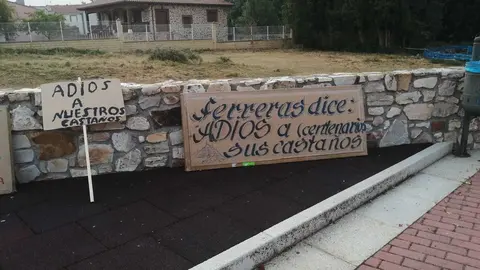 ADIOS
A
NUESTROS
CASTAÑOS
Ferreras dice:
ADIOS a (centenarios
sus castaños